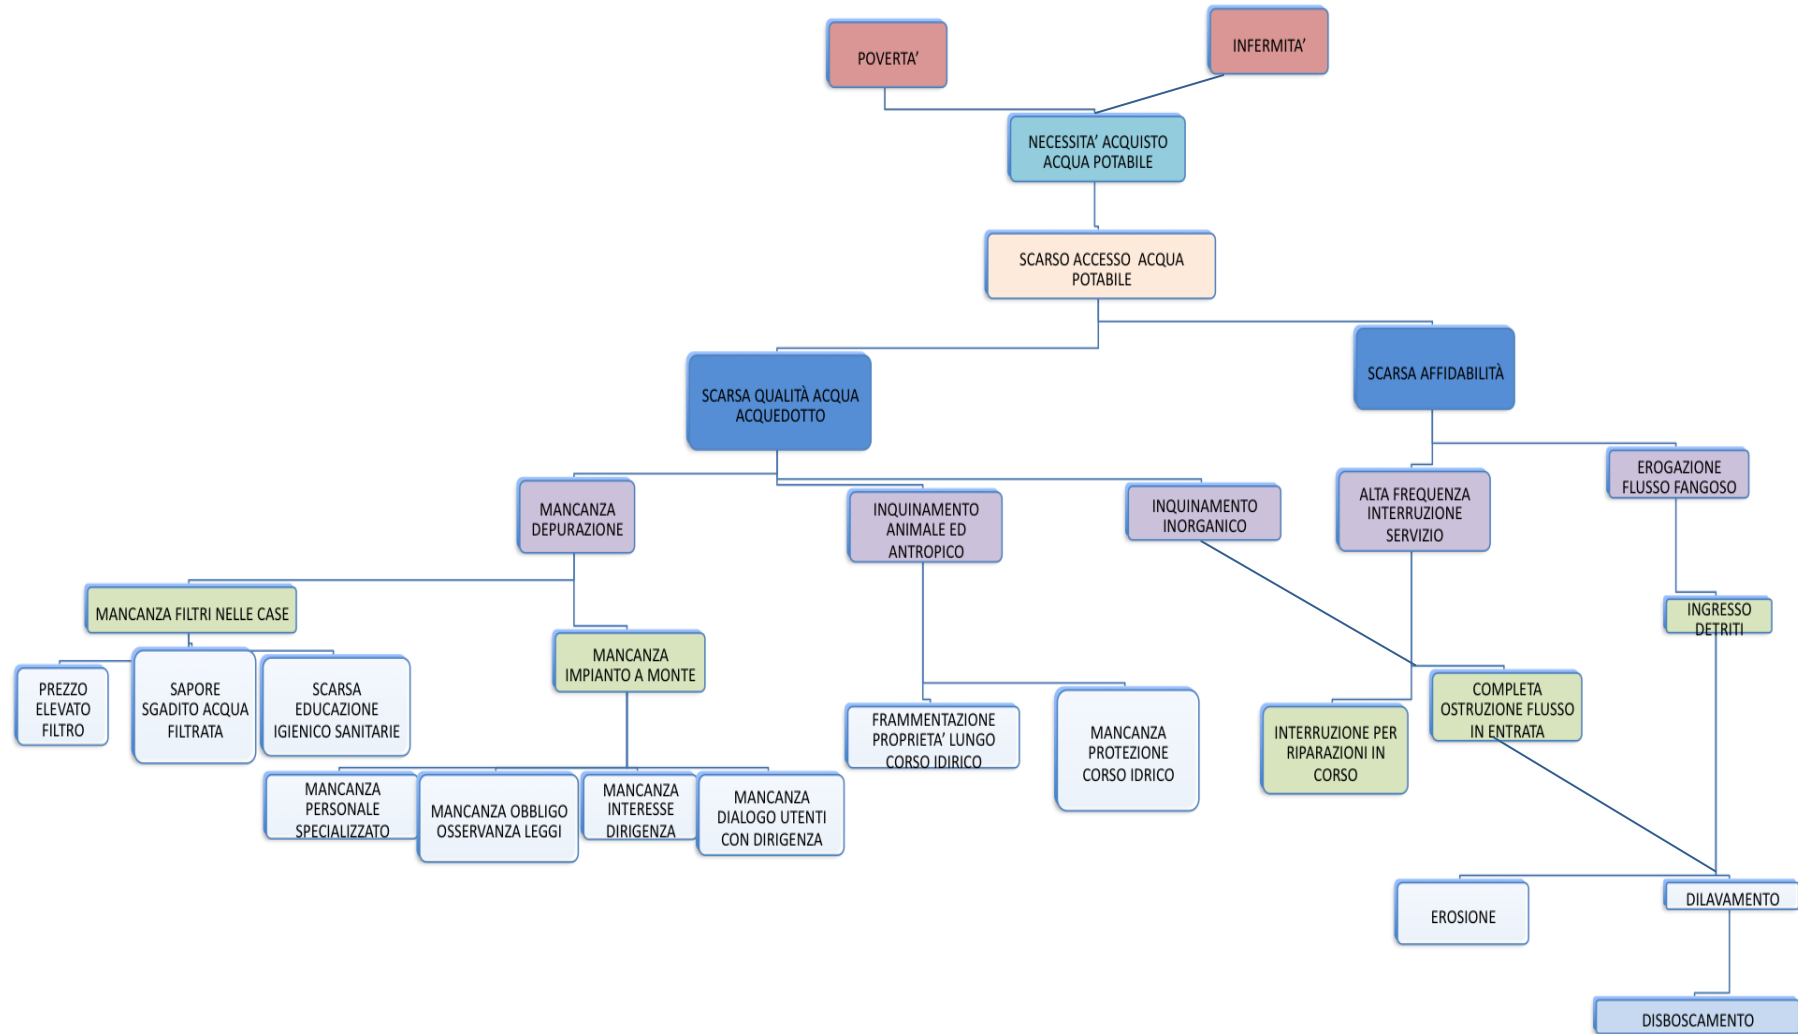 POVERTA’
INFERMITA’
NECESSITA’ ACQUISTO
ACQUA POTABILE
SCARSO ACCESSO  ACQUA
POTABILE
SCARSA QUALITÀ ACQUA
ACQUEDOTTO
SCARSA AFFIDABILITÀ
MANCANZA
DEPURAZIONE
INQUINAMENTO
ANIMALE ED
ANTROPICO
INQUINAMENTO
INORGANICO
ALTA FREQUENZA
INTERRUZIONE
SERVIZIO
EROGAZIONE
FLUSSO FANGOSO
MANCANZA FILTRI NELLE CASE
MANCANZA
IMPIANTO A MONTE
INGRESSO
DETRITI
PREZZO
ELEVATO
FILTRO
SAPORE
SGADITO ACQUA
FILTRATA
SCARSA
EDUCAZIONE
IGIENICO SANITARIE
FRAMMENTAZIONE
PROPRIETA’ LUNGO
CORSO IDIRICO
MANCANZA
PROTEZIONE
CORSO IDRICO
INTERRUZIONE PER
RIPARAZIONI IN
CORSO
COMPLETA
OSTRUZIONE FLUSSO
IN ENTRATA
MANCANZA
PERSONALE
SPECIALIZZATO
MANCANZA OBBLIGO
OSSERVANZA LEGGI
MANCANZA
INTERESSE
DIRIGENZA
MANCANZA
DIALOGO UTENTI
CON DIRIGENZA
EROSIONE
DILAVAMENTO
DISBOSCAMENTO